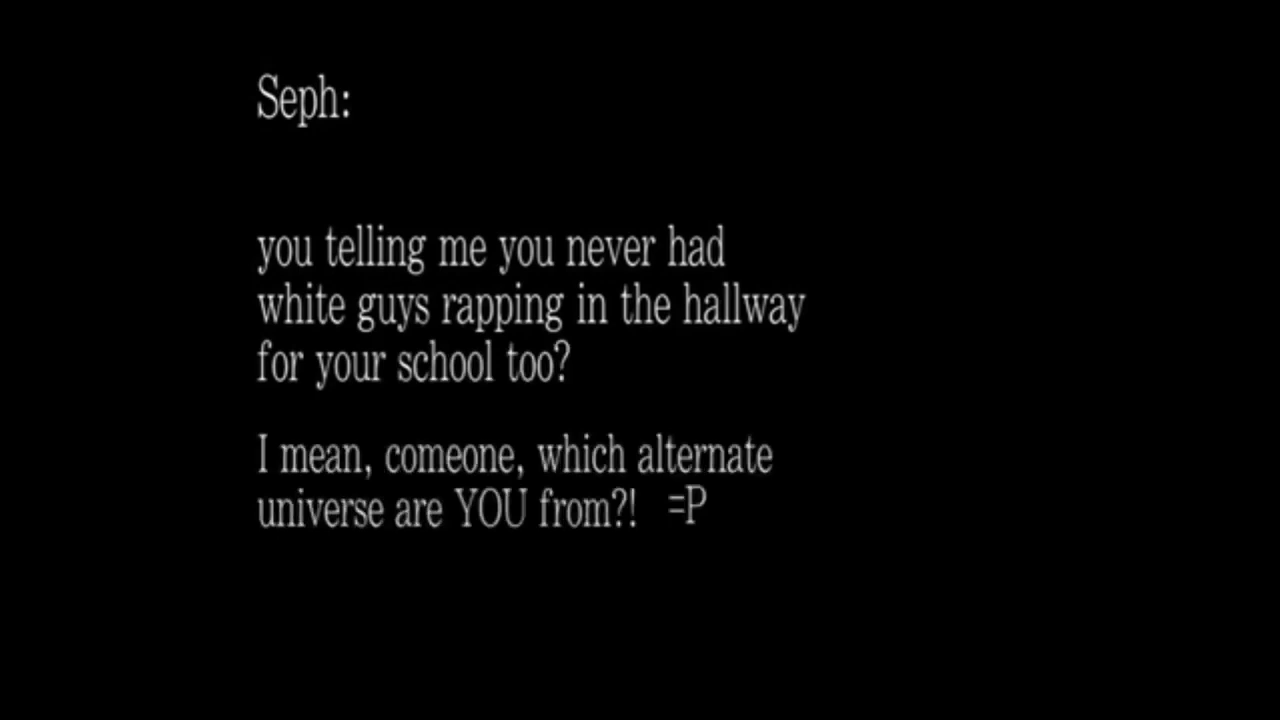 Seph:
you telling me you never had
white guys rapping in the hallway
for your school too?
I mean, comeone, which alternate
universe are YOU from?! =P